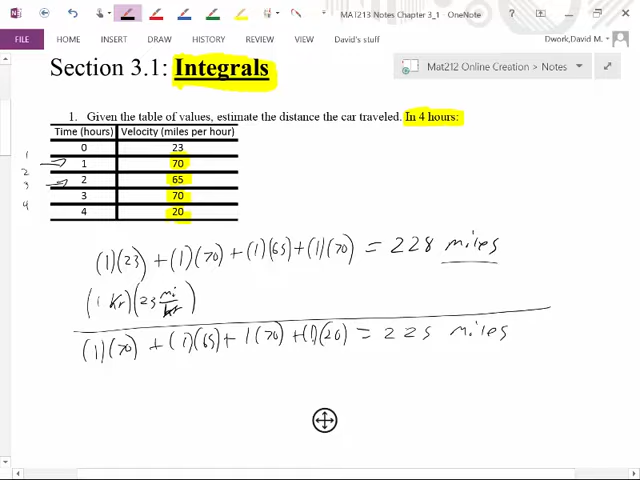 MAT213 Notes Chapter 3_1 - OneNote
FILE HOME INSERT DRAW HISTORY REVIEW VIEW David's stuff Dwork,David M.
Section 3.1: Integrals
Mat212 Online Creation > Notes
1. Given the table of values, estimate the distance the car traveled. In 4 hours:
Time (hours) Velocity (miles per hour)
0 23
1 70
2 65
3 70
4 20
1
2
3
4
(1)(23) + (1)(70) + (1)(65) + (1)(70) = 228 miles
(1 hr)(23 mi/hr)
(1)(70) + (1)(65) + 1(70) + (1)(20) = 225 miles